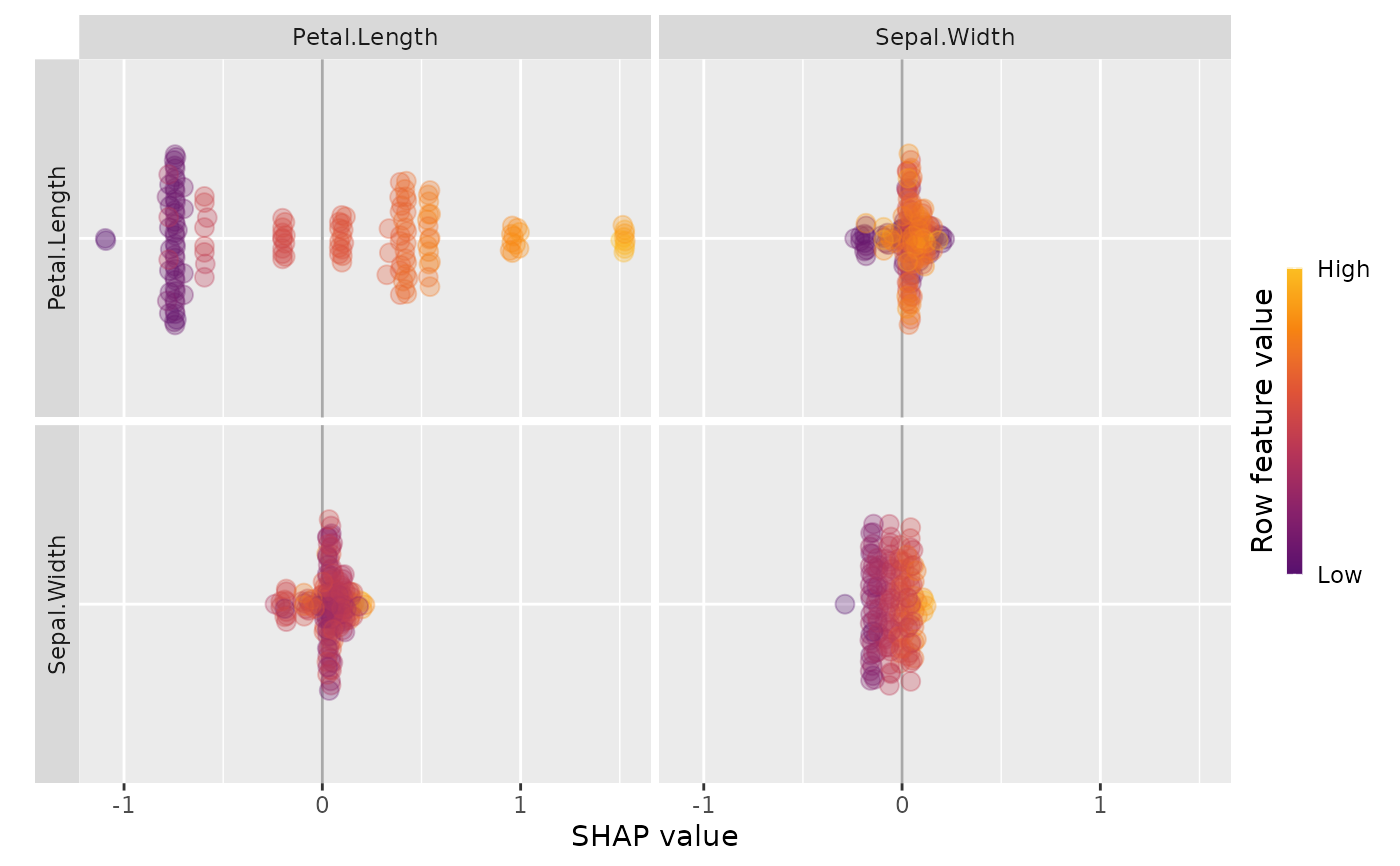 Petal.Length
Sepal.Width
Petal.Length
Sepal.Width
-1
0
1
-1
0
1
SHAP value
Row feature value
High
Low